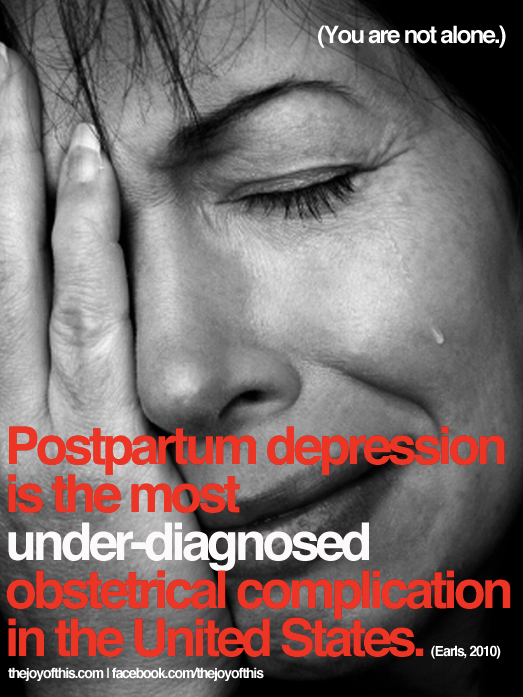 (You are not alone.)
Postpartum depression
is the most
under-diagnosed
obstetrical complication
in the United States. (Earls, 2010)
thejoyofthis.com | facebook.com/thejoyofthis